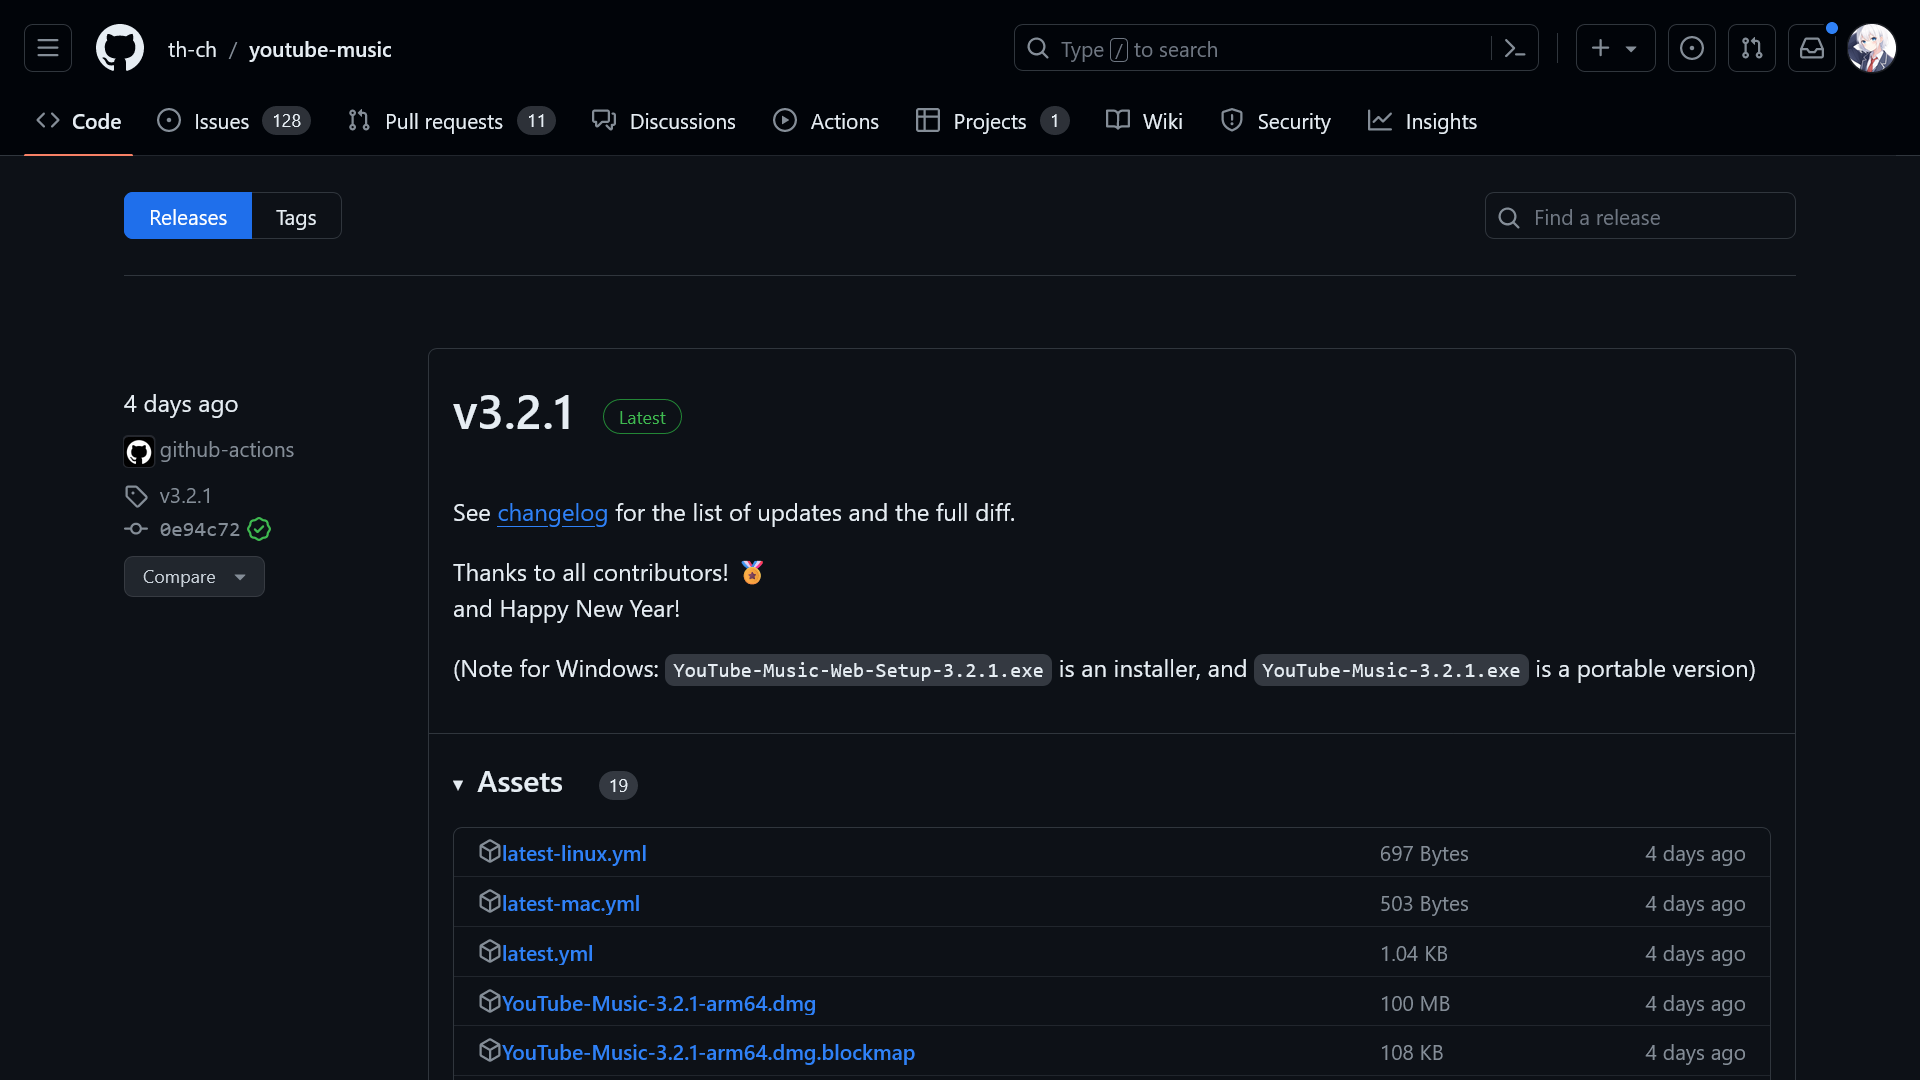 th-ch / youtube-music
Type / to search
Code
Issues 128
Pull requests 11
Discussions
Actions
Projects 1
Wiki
Security
Insights
Releases
Tags
Find a release
4 days ago
github-actions
v3.2.1
0e94c72
Compare
v3.2.1 Latest
See changelog for the list of updates and the full diff.
Thanks to all contributors! 🏅
and Happy New Year!
(Note for Windows: YouTube-Music-Web-Setup-3.2.1.exe is an installer, and YouTube-Music-3.2.1.exe is a portable version)
Assets 19
latest-linux.yml 697 Bytes 4 days ago
latest-mac.yml 503 Bytes 4 days ago
latest.yml 1.04 KB 4 days ago
YouTube-Music-3.2.1-arm64.dmg 100 MB 4 days ago
YouTube-Music-3.2.1-arm64.dmg.blockmap 108 KB 4 days ago